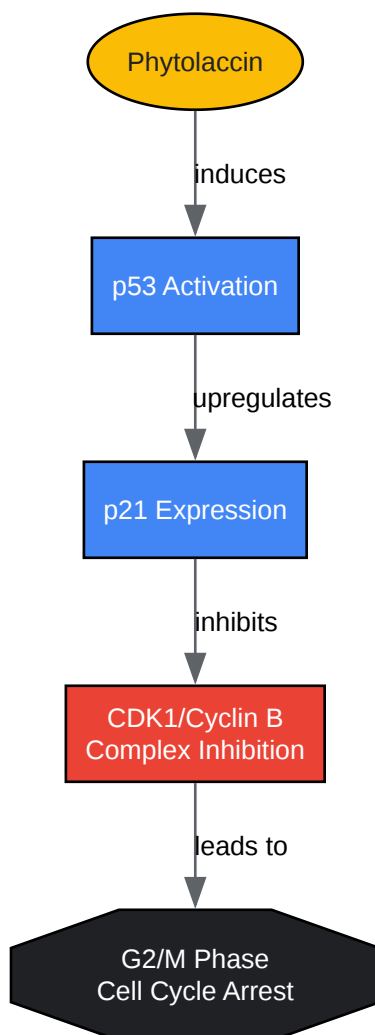 Phytolaccin
induces
p53 Activation
upregulates
p21 Expression
inhibits
CDK1/Cyclin B
Complex Inhibition
leads to
G2/M Phase
Cell Cycle Arrest